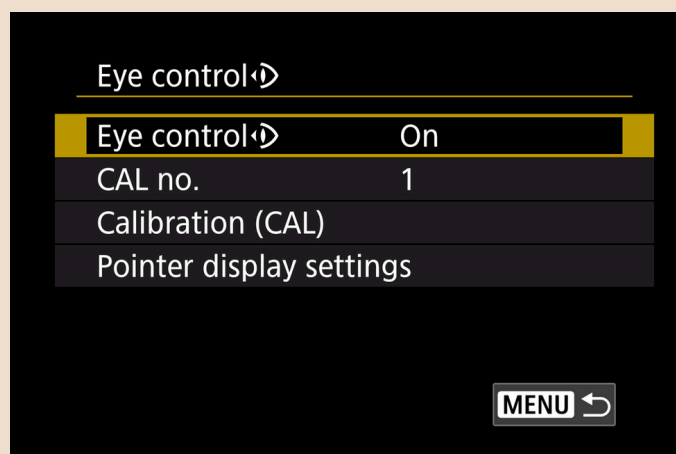 Eye control
Eye control On
CAL no. 1
Calibration (CAL)
Pointer display settings
MENU